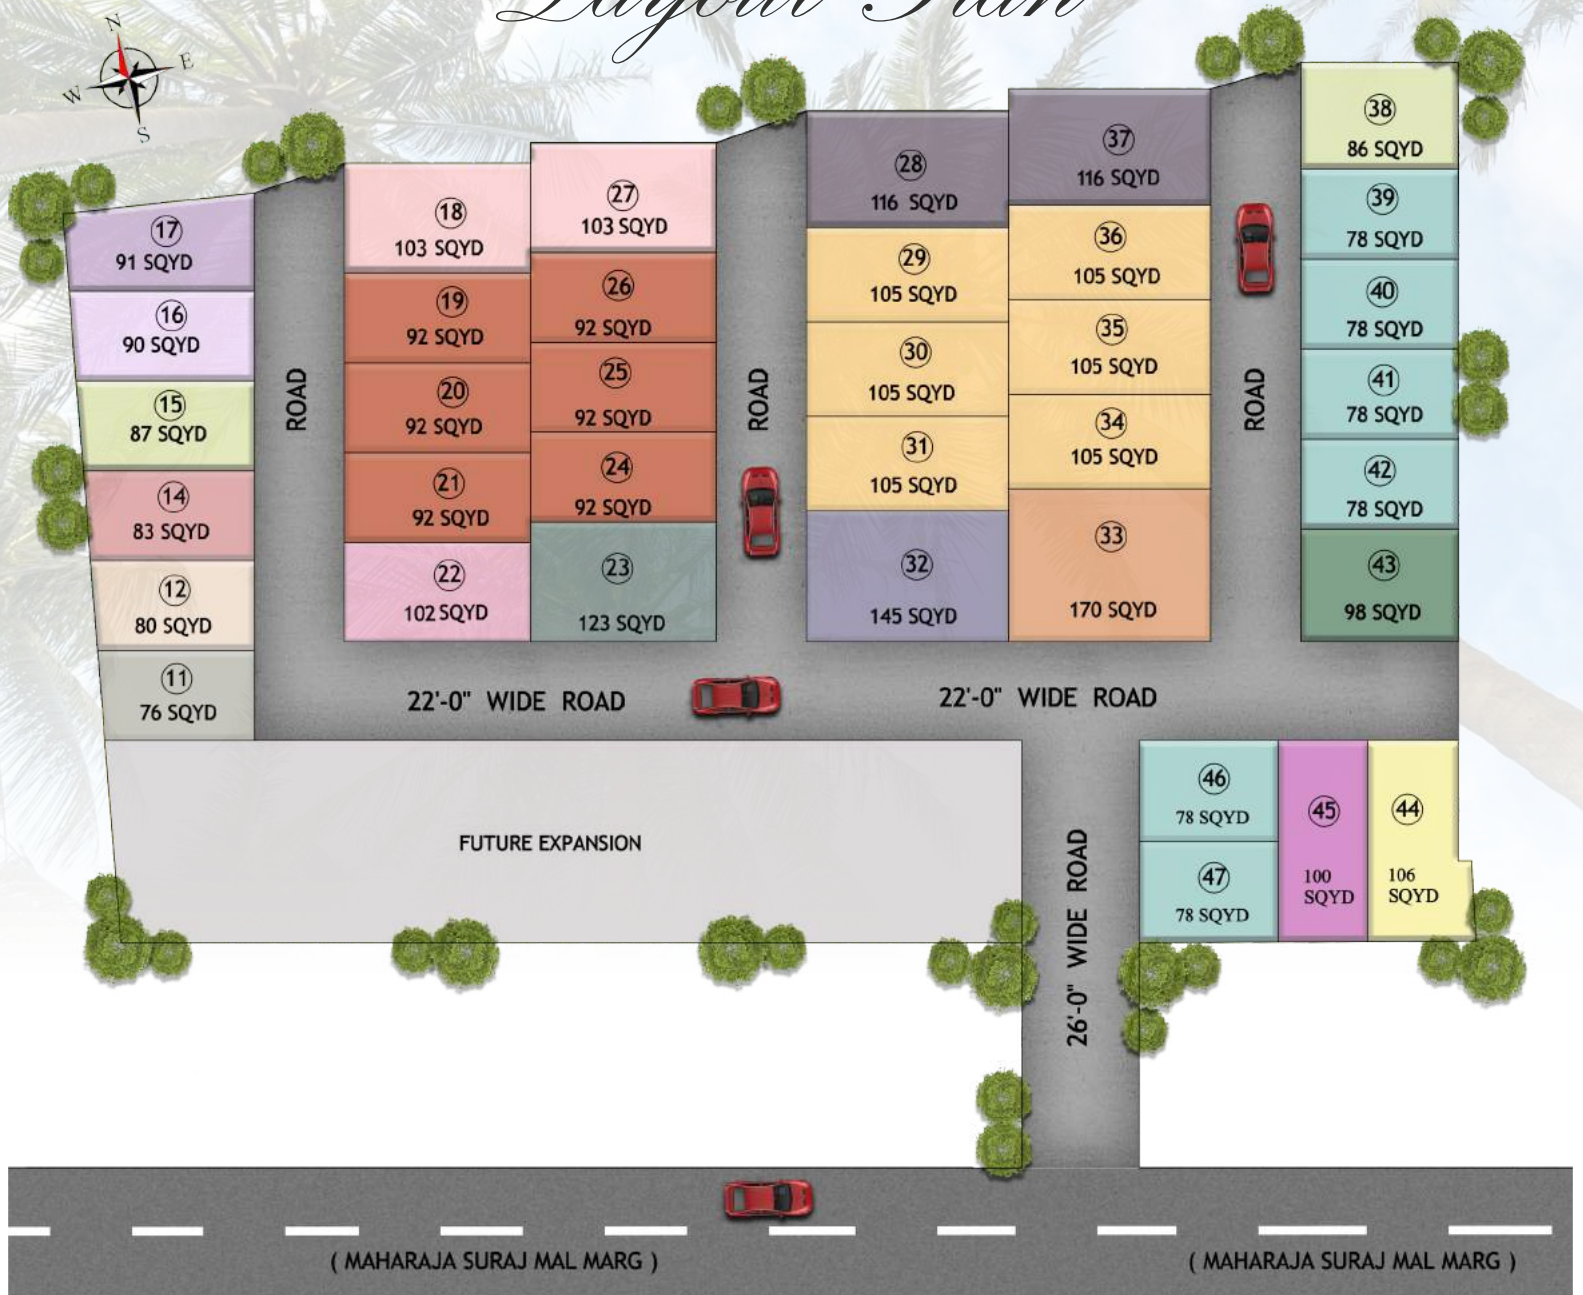 Layout Plan
N
E
W
S
17
91 SQYD
16
90 SQYD
15
87 SQYD
14
83 SQYD
12
80 SQYD
11
76 SQYD
ROAD
18
103 SQYD
19
92 SQYD
20
92 SQYD
21
92 SQYD
22
102 SQYD
27
103 SQYD
26
92 SQYD
25
92 SQYD
24
92 SQYD
23
123 SQYD
ROAD
28
116 SQYD
29
105 SQYD
30
105 SQYD
31
105 SQYD
32
145 SQYD
37
116 SQYD
36
105 SQYD
35
105 SQYD
34
105 SQYD
33
170 SQYD
ROAD
38
86 SQYD
39
78 SQYD
40
78 SQYD
41
78 SQYD
42
78 SQYD
43
98 SQYD
22'-0" WIDE ROAD
22'-0" WIDE ROAD
FUTURE EXPANSION
26'-0" WIDE ROAD
46
78 SQYD
47
78 SQYD
45
100
SQYD
44
106
SQYD
( MAHARAJA SURAJ MAL MARG )
( MAHARAJA SURAJ MAL MARG )